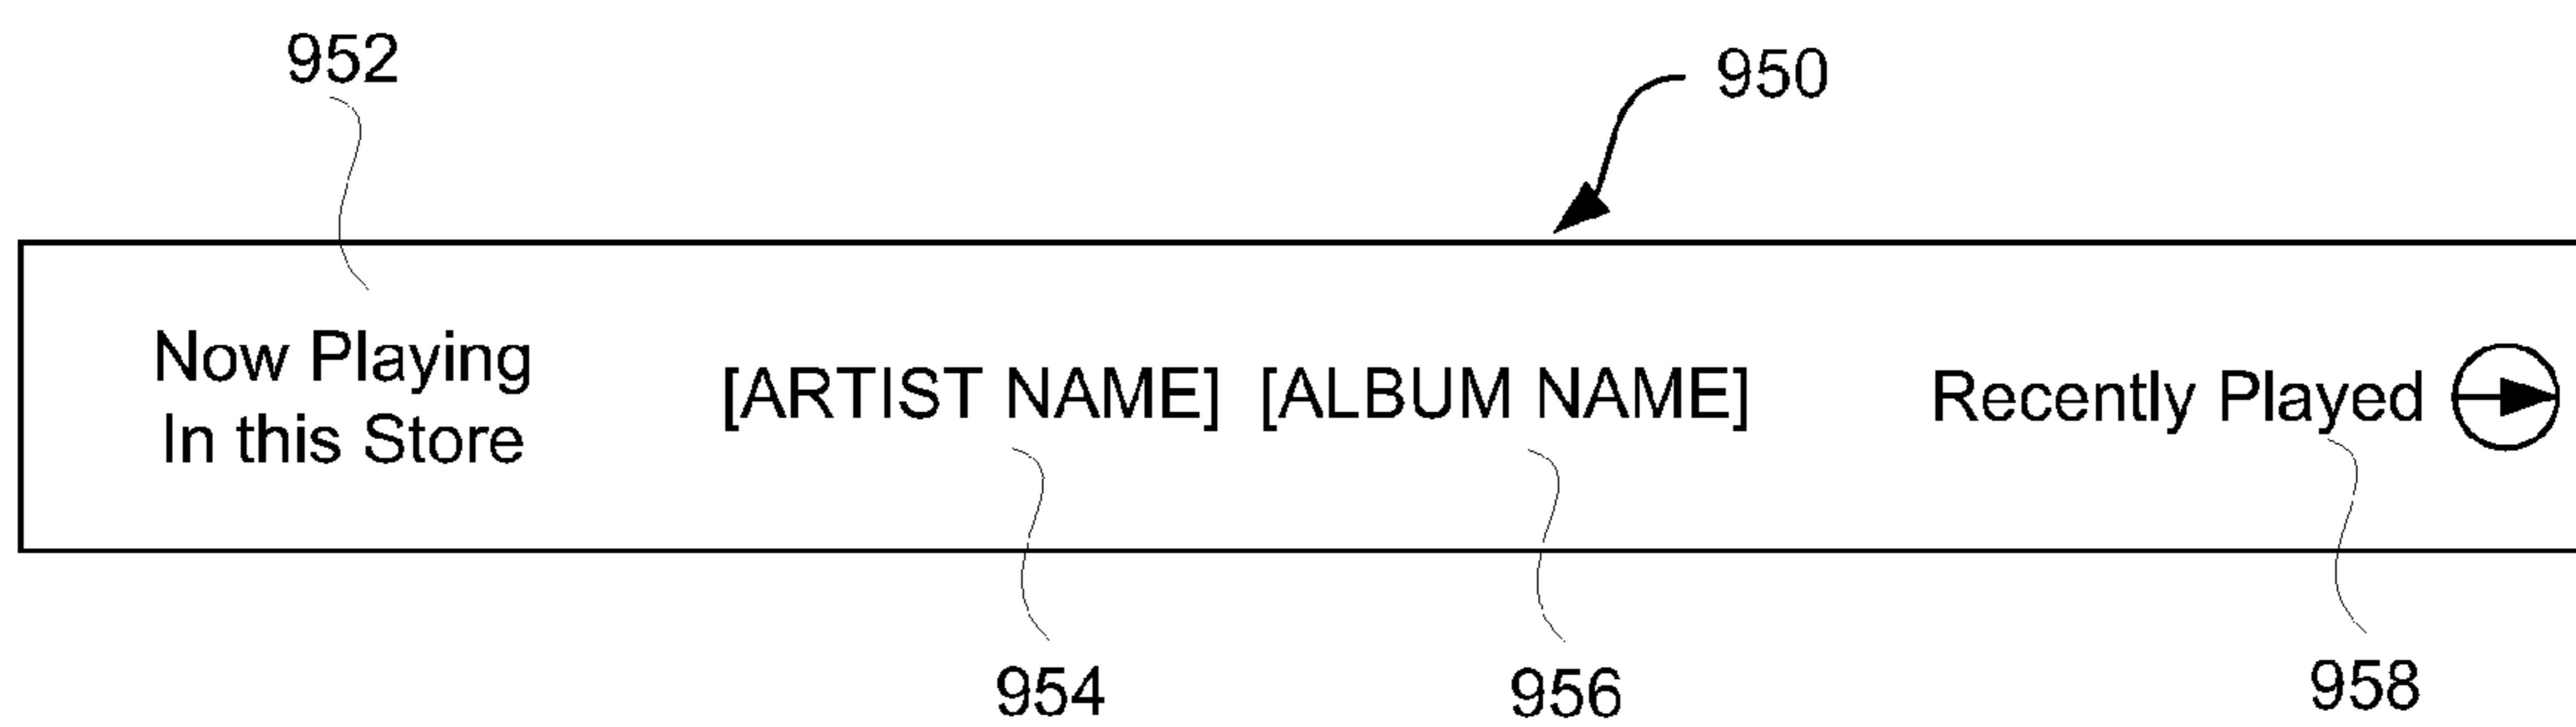 952
950
Now Playing
In this Store
[ARTIST NAME] [ALBUM NAME]
Recently Played
954
956
958